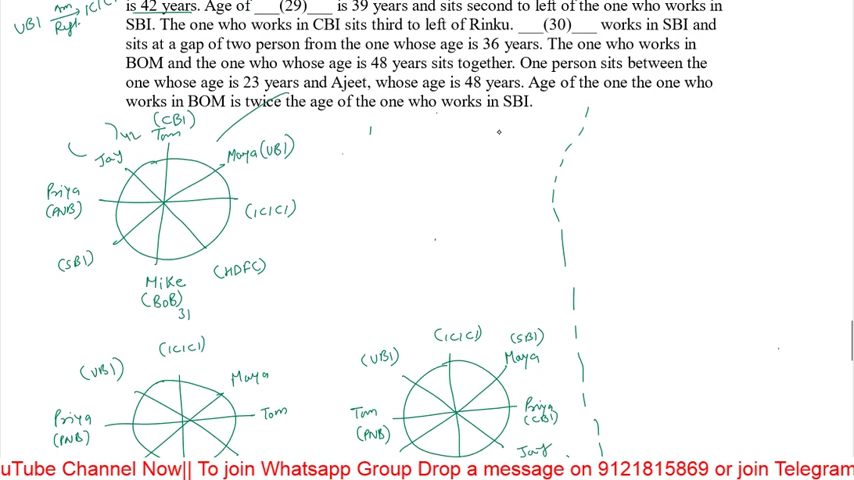 is 42 years. Age of ___(29)___ is 39 years and sits second to left of the one who works in
SBI. The one who works in CBI sits third to left of Rinku. ___(30)___ works in SBI and
sits at a gap of two person from the one whose age is 36 years. The one who works in
BOM and the one who whose age is 48 years sits together. One person sits between the
one whose age is 23 years and Ajeet, whose age is 48 years. Age of the one the one who
works in BOM is twice the age of the one who works in SBI.
UBI
Right
ICICI
(CBI)
Tom
42
Jay
Maya (UBI)
Priya
(PNB)
(ICICI)
(SBI)
(HDFC)
Mike
(BOB)
31
(ICICI)
(UBI)
Maya
Priya
(PNB)
Tom
(ICICI)
(SBI)
Maya
(UBI)
Tom
(PNB)
Priya
(CBI)
Jay
uTube Channel Now|| To join Whatsapp Group Drop a message on 9121815869 or join Telegram